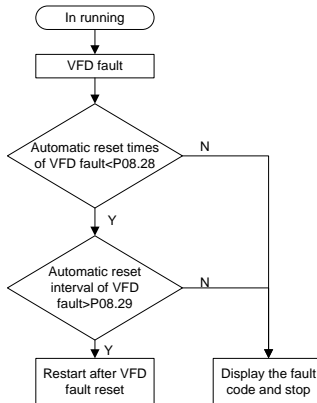 In running
VFD fault
Automatic reset times
of VFD fault<P08.28
N
Y
Automatic reset
interval of VFD
fault>P08.29
N
Y
Restart after VFD
fault reset
Display the fault
code and stop